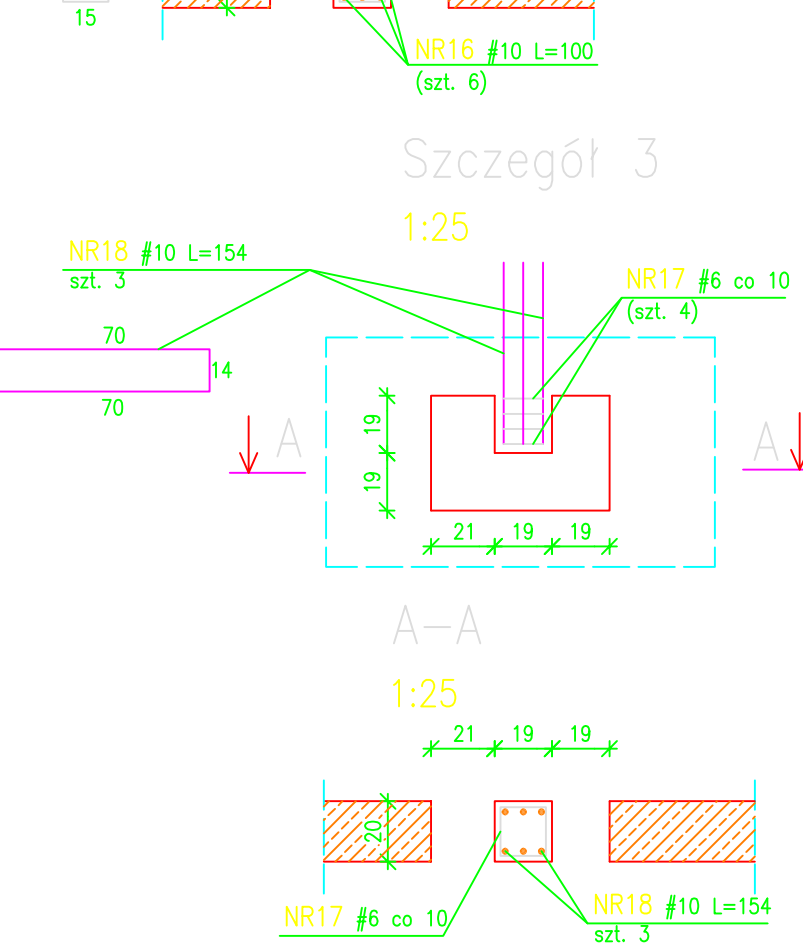 15
NR16 #10 L=100
(szt. 6)
Szczegół 3
1:25
NR18 #10 L=154
szt. 3
NR17 #6 co 10
(szt. 4)
70
14
70
19
19
A
A
21 19 19
A-A
1:25
21 19 19
20
NR17 #6 co 10
NR18 #10 L=154
szt. 3